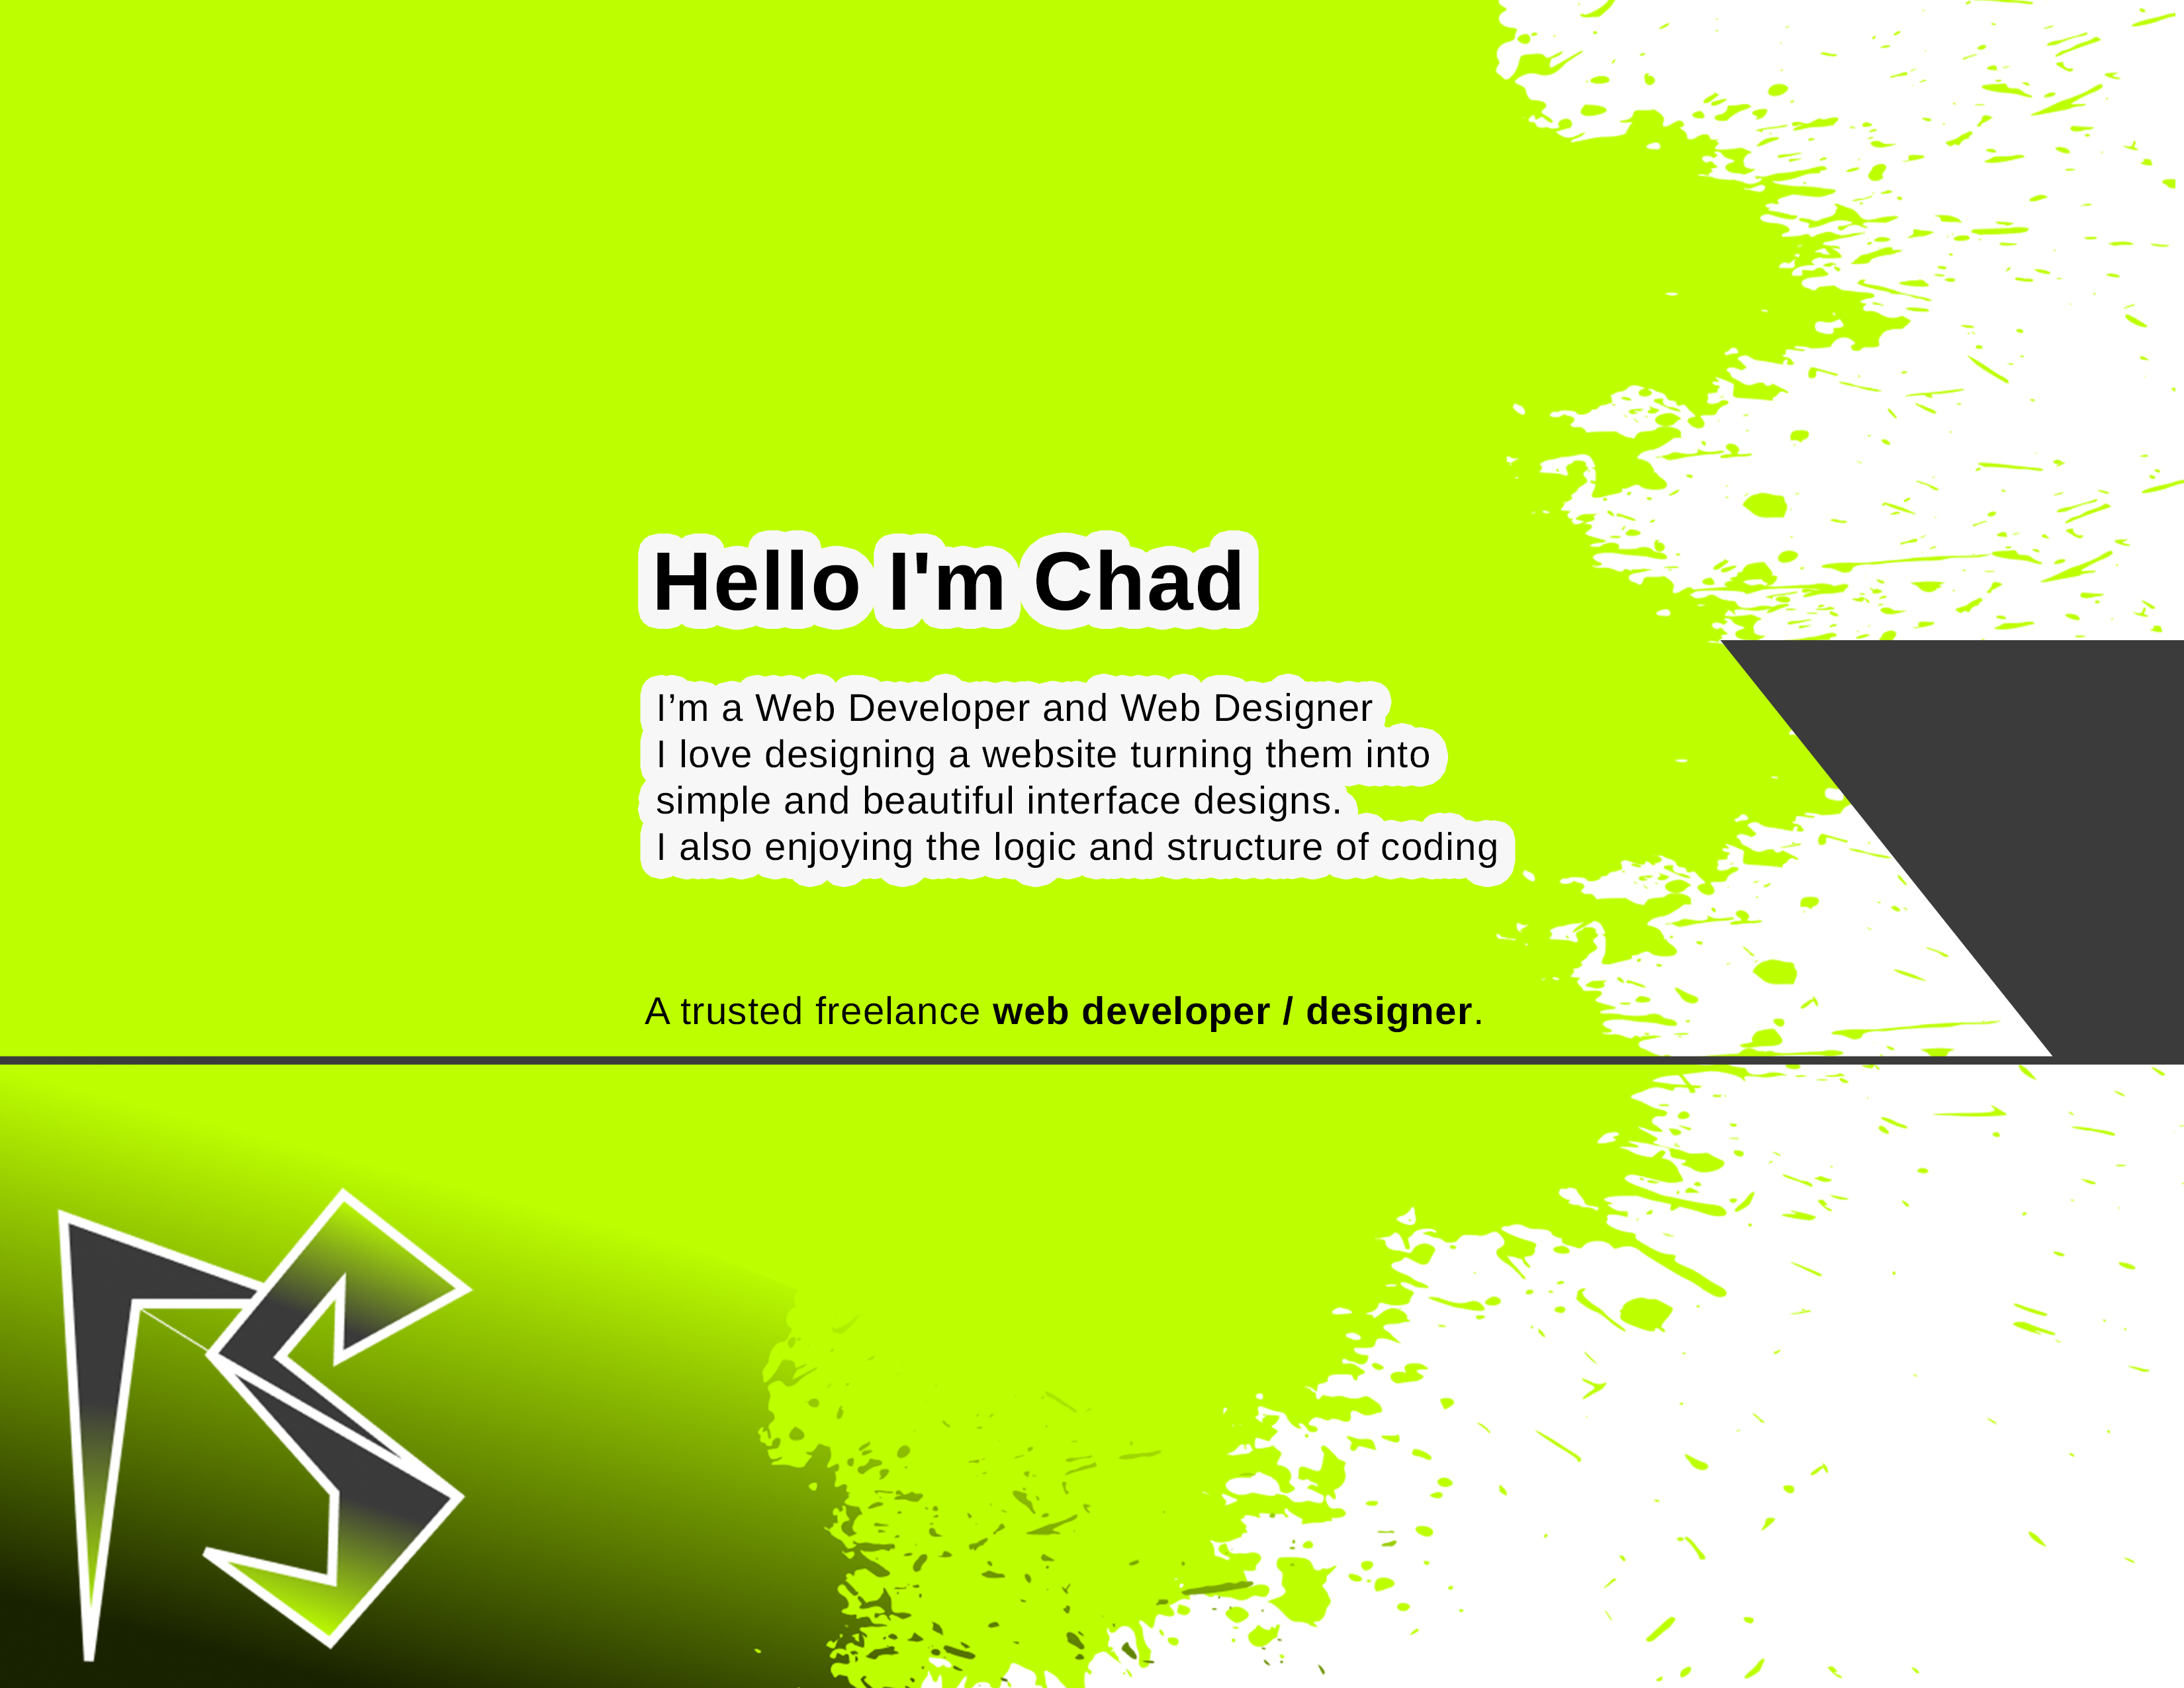 Hello I'm Chad
I’m a Web Developer and Web Designer
I love designing a website turning them into
simple and beautiful interface designs.
I also enjoying the logic and structure of coding
A trusted freelance web developer / designer.